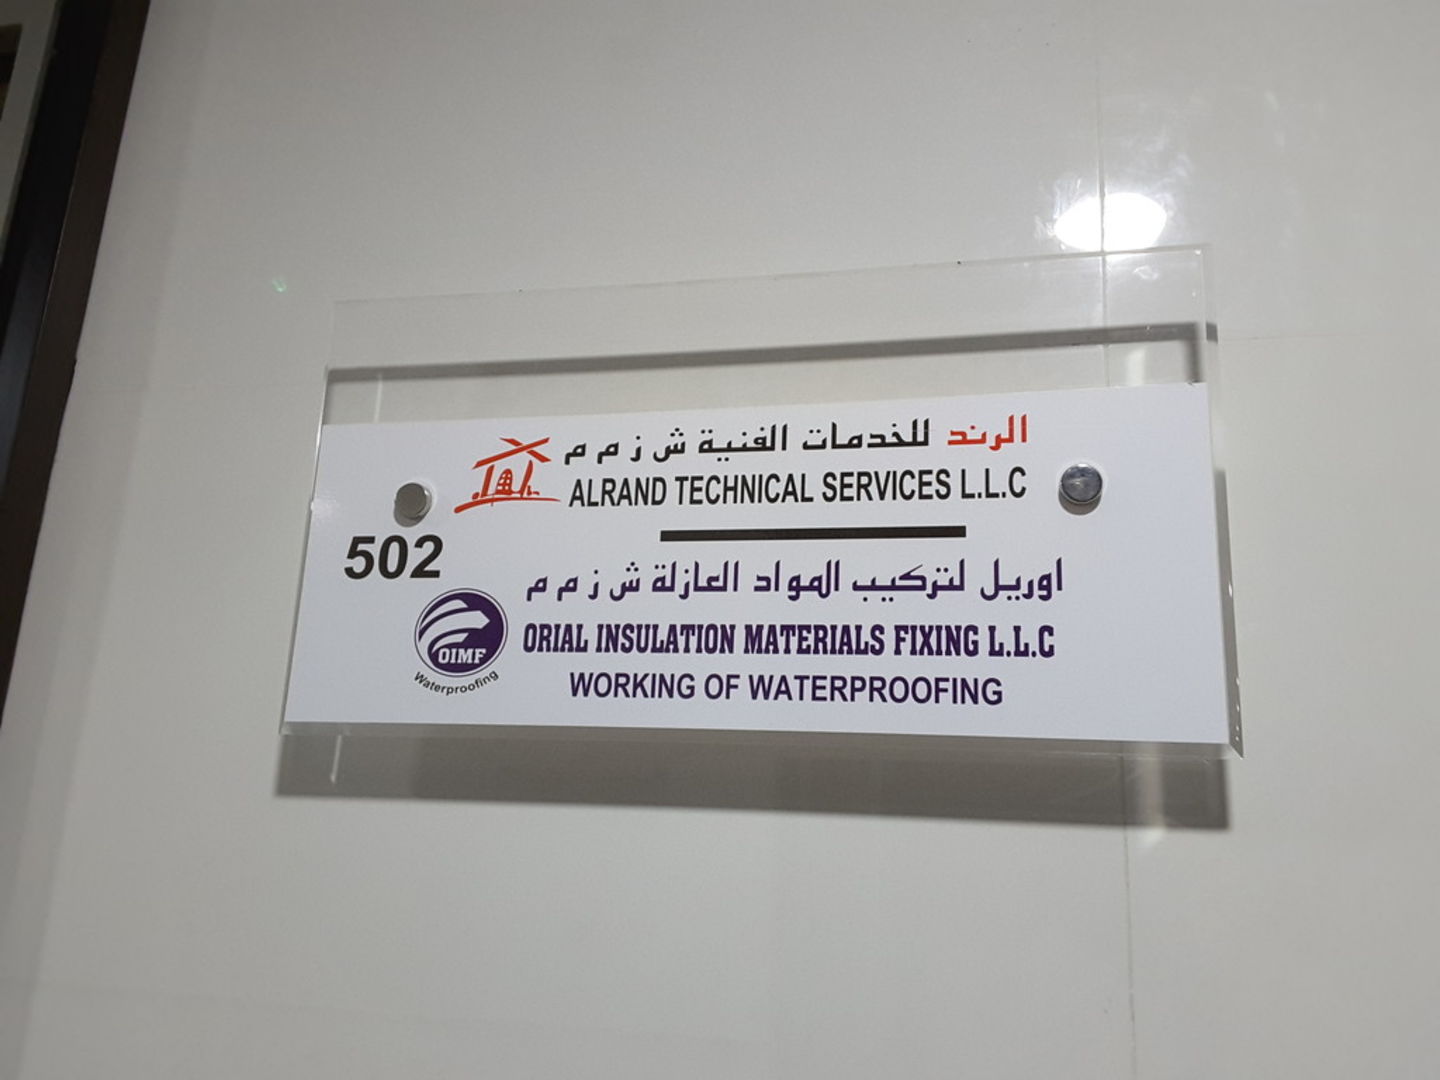 الرند للخدمات الفنية ش ز م م
ALRAND TECHNICAL SERVICES L.L.C
502
اوريل لتركيب المواد العازلة ش ز م م
ORIAL INSULATION MATERIALS FIXING L.L.C
WORKING OF WATERPROOFING
OIMF
Waterproofing